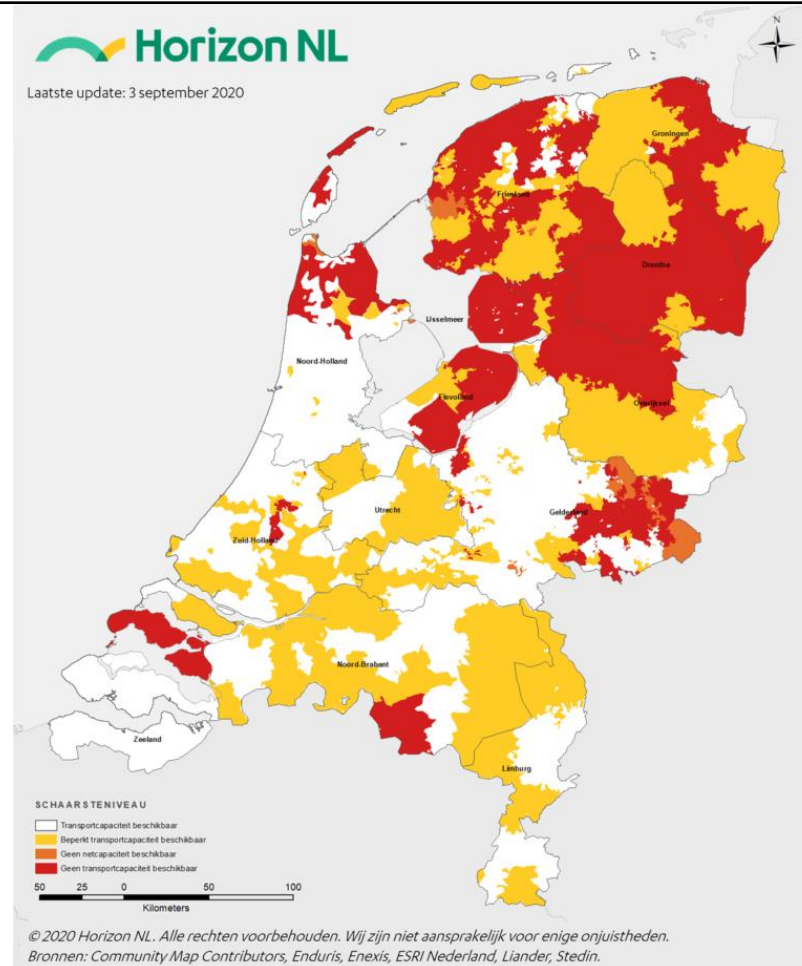 Horizon NL
Laatste update: 3 september 2020
N
Groningen
Friesland
Drenthe
IJsselmeer
Noord-Holland
Flevoland
Overijssel
Utrecht
Gelderland
Zuid-Holland
Noord-Brabant
Zeeland
Limburg
SCHAARSTENIVEAU
Transportcapaciteit beschikbaar
Beperkt transportcapaciteit beschikbaar
Geen netcapaciteit beschikbaar
Geen transportcapaciteit beschikbaar
50 25 0 50 100
Kilometers
© 2020 Horizon NL. Alle rechten voorbehouden. Wij zijn niet aansprakelijk voor enige onjuistheden.
Bronnen: Community Map Contributors, Enduris, Enexis, ESRI Nederland, Liander, Stedin.